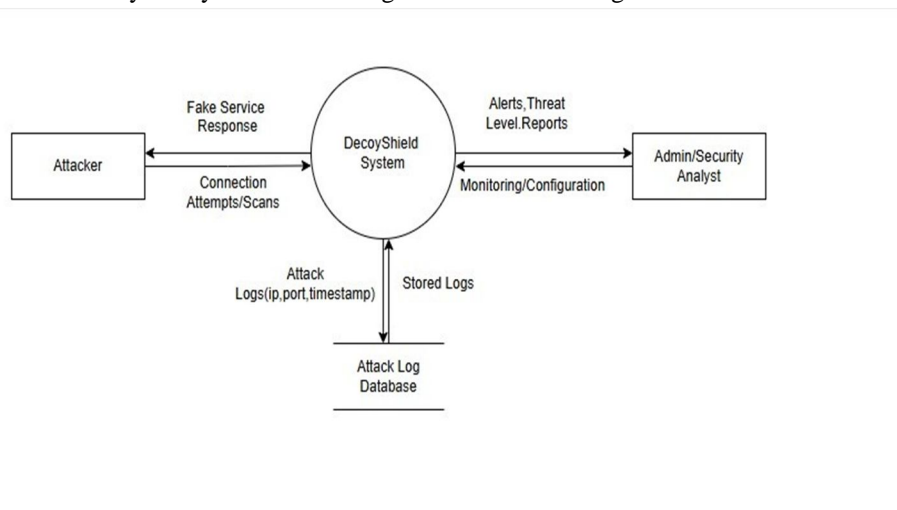 Fake Service
Response
Alerts,Threat
Level.Reports
DecoyShield
System
Attacker
Admin/Security
Analyst
Connection
Attempts/Scans
Monitoring/Configuration
Attack
Logs(ip,port,timestamp)
Stored Logs
Attack Log
Database